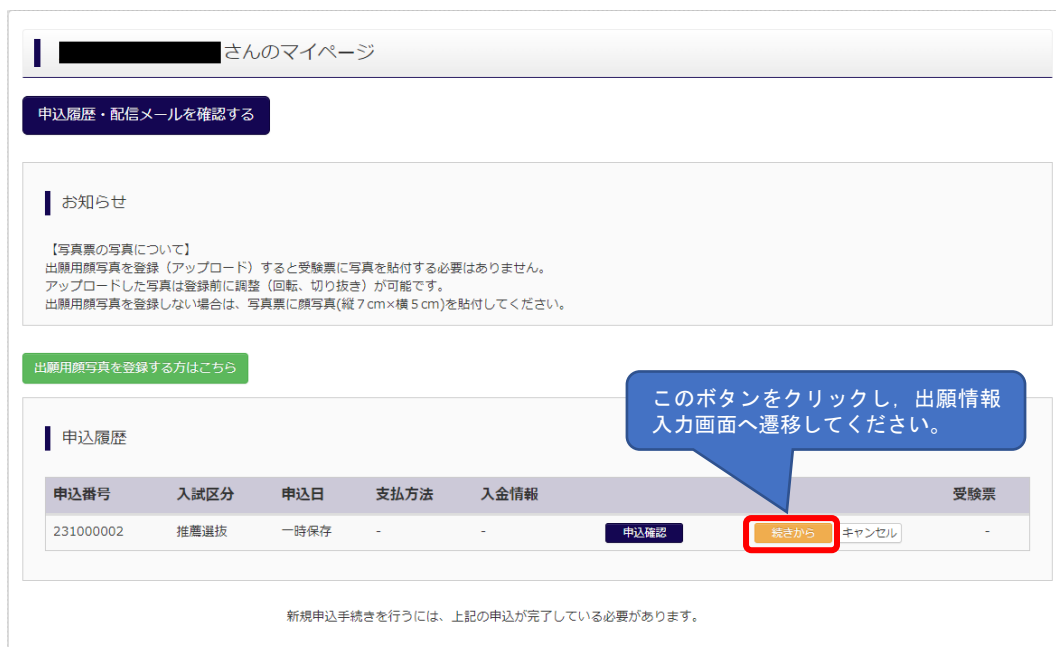 さんのマイページ
申込履歴・配信メールを確認する
お知らせ
【写真票の写真について】
出願用顔写真を登録（アップロード）すると受験票に写真を貼付する必要はありません。
アップロードした写真は登録前に調整（回転、切り抜き）が可能です。
出願用顔写真を登録しない場合は、写真票に顔写真(縦７cm×横５cm)を貼付してください。
出願用顔写真を登録する方はこちら
このボタンをクリックし，出願情報
入力画面へ遷移してください。
申込履歴
申込番号 入試区分 申込日 支払方法 入金情報 受験票
231000002 推薦選抜 一時保存 - - 申込確認 続きから キャンセル -
新規申込手続きを行うには、上記の申込が完了している必要があります。